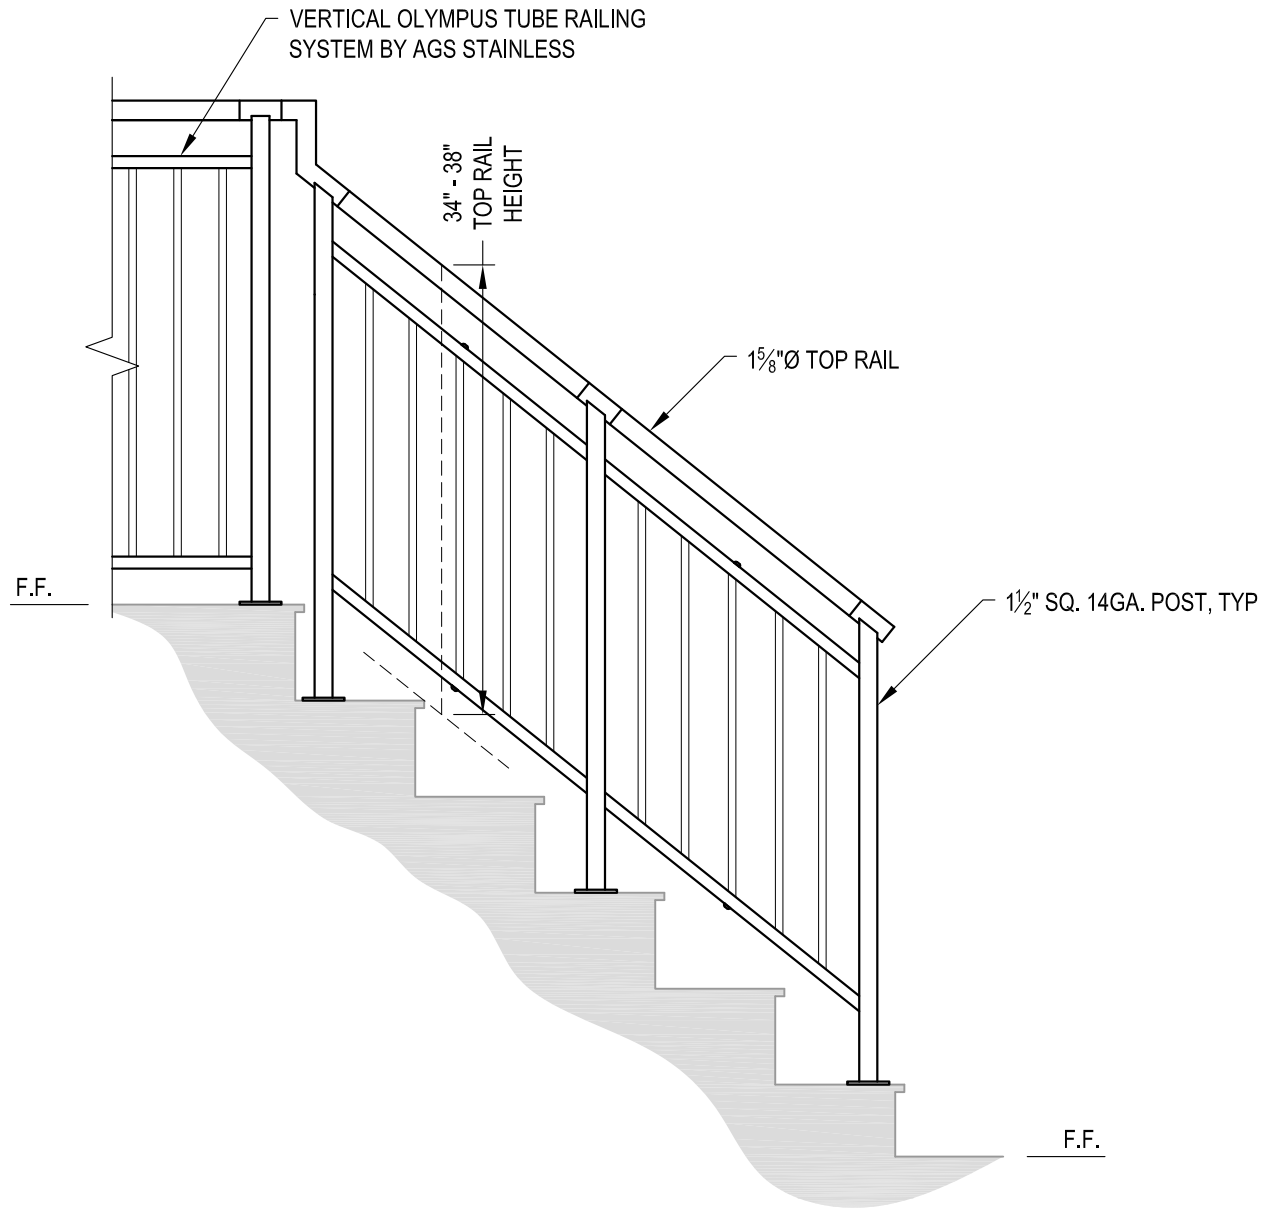 VERTICAL OLYMPUS TUBE RAILING
SYSTEM BY AGS STAINLESS
34" - 38"
TOP RAIL
HEIGHT
1⅝"Ø TOP RAIL
F.F.
1½" SQ. 14GA. POST, TYP
F.F.